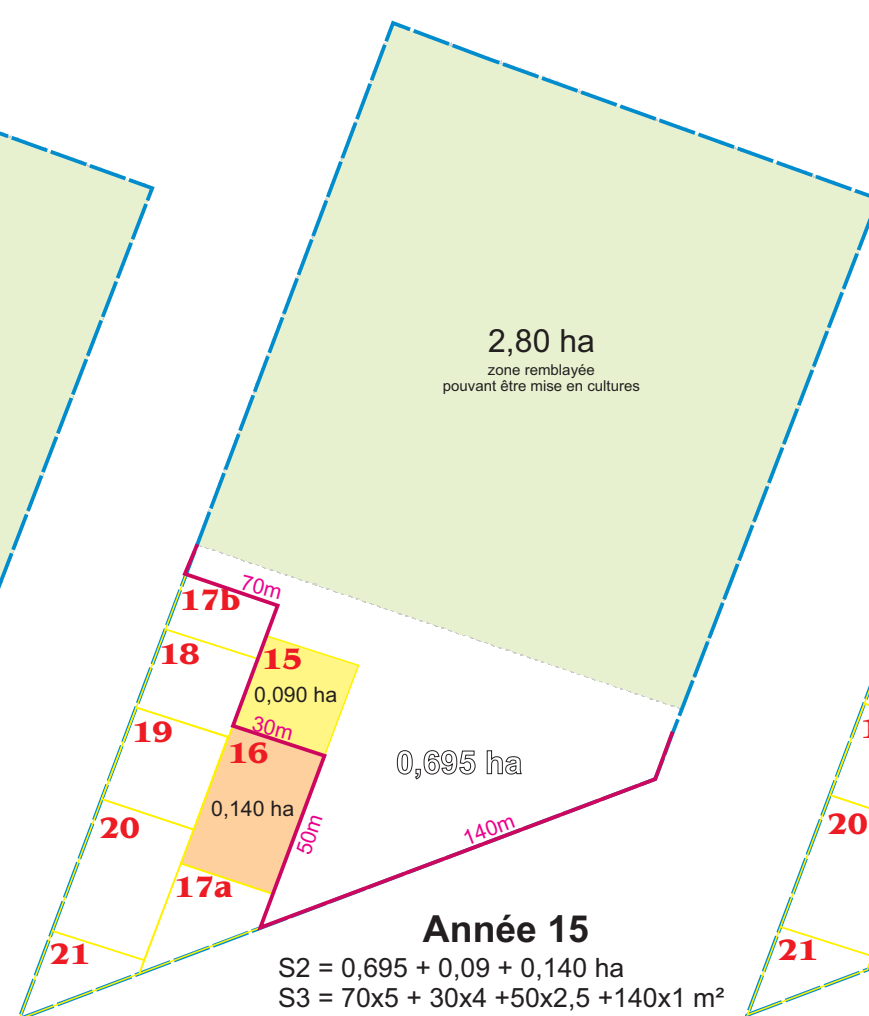 2,80 ha
zone remblayée
pouvant être mise en cultures
70m
17b
18
15
0,090 ha
19
30m
16
0,695 ha
0,140 ha
50m
140m
20
20
17a
21
21
Année 15
S2 = 0,695 + 0,09 + 0,140 ha
S3 = 70x5 + 30x4 +50x2,5 +140x1 m²